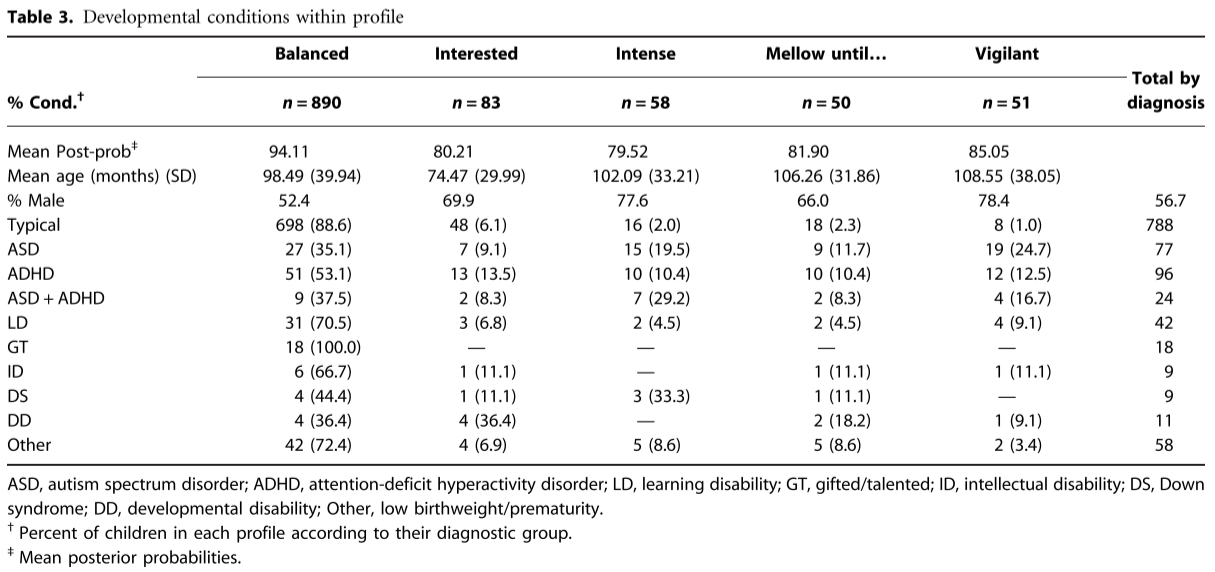 Table 3. Developmental conditions within profile
Balanced Interested Intense Mellow until... Vigilant
% Cond.† n = 890 n = 83 n = 58 n = 50 n = 51 Total by diagnosis
Mean Post-prob‡ 94.11 80.21 79.52 81.90 85.05
Mean age (months) (SD) 98.49 (39.94) 74.47 (29.99) 102.09 (33.21) 106.26 (31.86) 108.55 (38.05)
% Male 52.4 69.9 77.6 66.0 78.4 56.7
Typical 698 (88.6) 48 (6.1) 16 (2.0) 18 (2.3) 8 (1.0) 788
ASD 27 (35.1) 7 (9.1) 15 (19.5) 9 (11.7) 19 (24.7) 77
ADHD 51 (53.1) 13 (13.5) 10 (10.4) 10 (10.4) 12 (12.5) 96
ASD + ADHD 9 (37.5) 2 (8.3) 7 (29.2) 2 (8.3) 4 (16.7) 24
LD 31 (70.5) 3 (6.8) 2 (4.5) 2 (4.5) 4 (9.1) 42
GT 18 (100.0) — — — — 18
ID 6 (66.7) 1 (11.1) — 1 (11.1) 1 (11.1) 9
DS 4 (44.4) 1 (11.1) 3 (33.3) 1 (11.1) — 9
DD 4 (36.4) 4 (36.4) — 2 (18.2) 1 (9.1) 11
Other 42 (72.4) 4 (6.9) 5 (8.6) 5 (8.6) 2 (3.4) 58
ASD, autism spectrum disorder; ADHD, attention-deficit hyperactivity disorder; LD, learning disability; GT, gifted/talented; ID, intellectual disability; DS, Down
syndrome; DD, developmental disability; Other, low birthweight/prematurity.
† Percent of children in each profile according to their diagnostic group.
‡ Mean posterior probabilities.